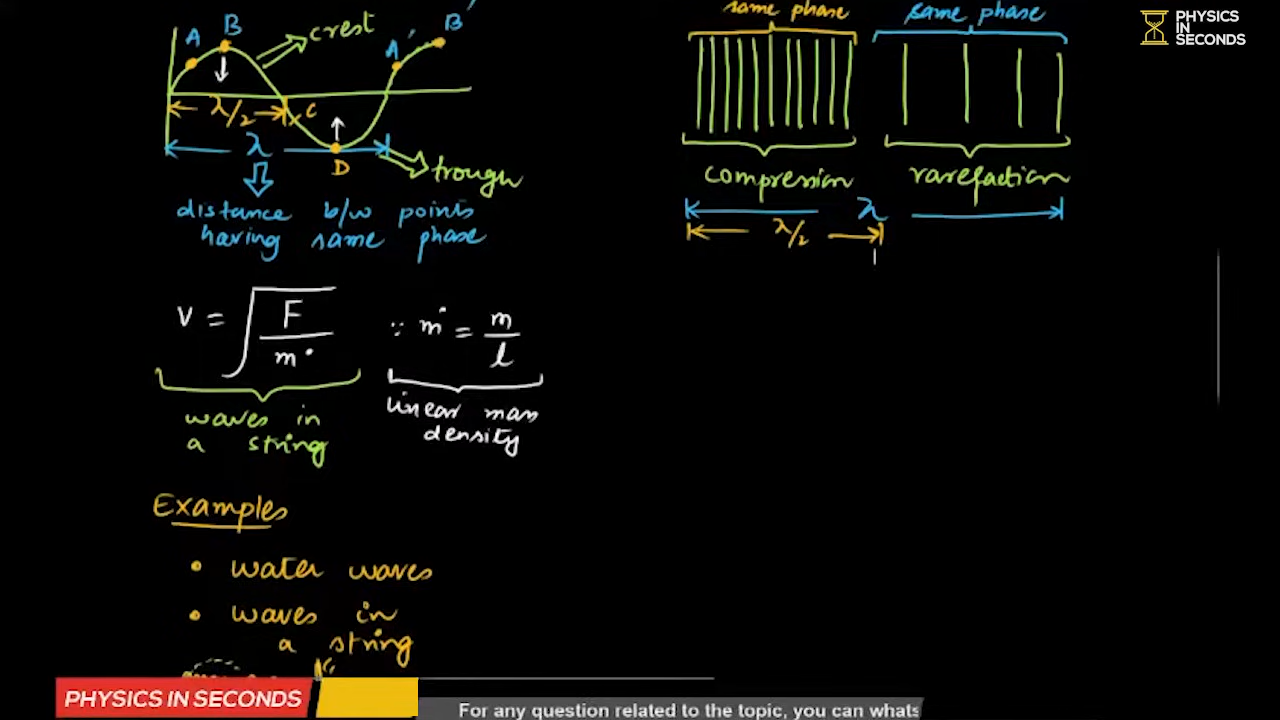 A
B
crest
A'
B'
λ/2
C
λ
D
trough
distance b/w points
having same phase
V = √F/m°
∵ m° = m/l
waves in
a string
linear mass
density
Examples
• water waves
• waves in
a string
same phase
same phase
compression
rarefaction
λ
λ/2
PHYSICS
IN
SECONDS
PHYSICS IN SECONDS
For any question related to the topic, you can whats